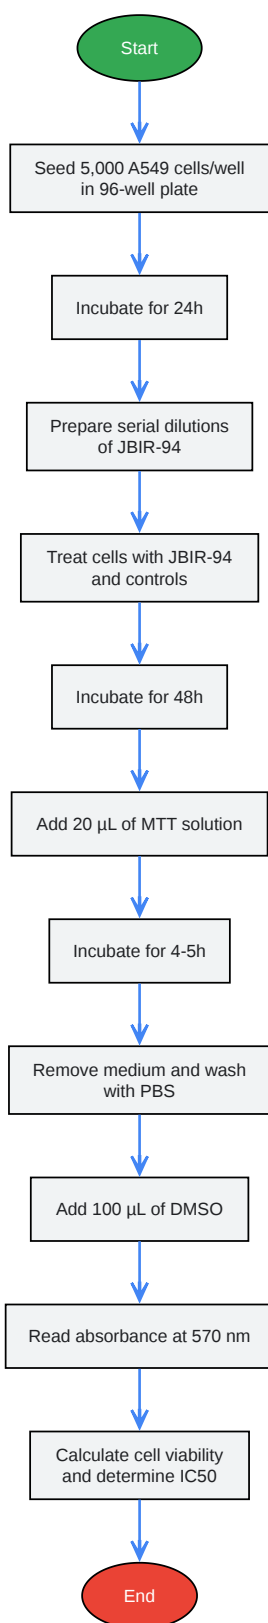 Start
Seed 5,000 A549 cells/well
in 96-well plate
Incubate for 24h
Prepare serial dilutions
of JBIR-94
Treat cells with JBIR-94
and controls
Incubate for 48h
Add 20 µL of MTT solution
Incubate for 4-5h
Remove medium and wash
with PBS
Add 100 µL of DMSO
Read absorbance at 570 nm
Calculate cell viability
and determine IC50
End